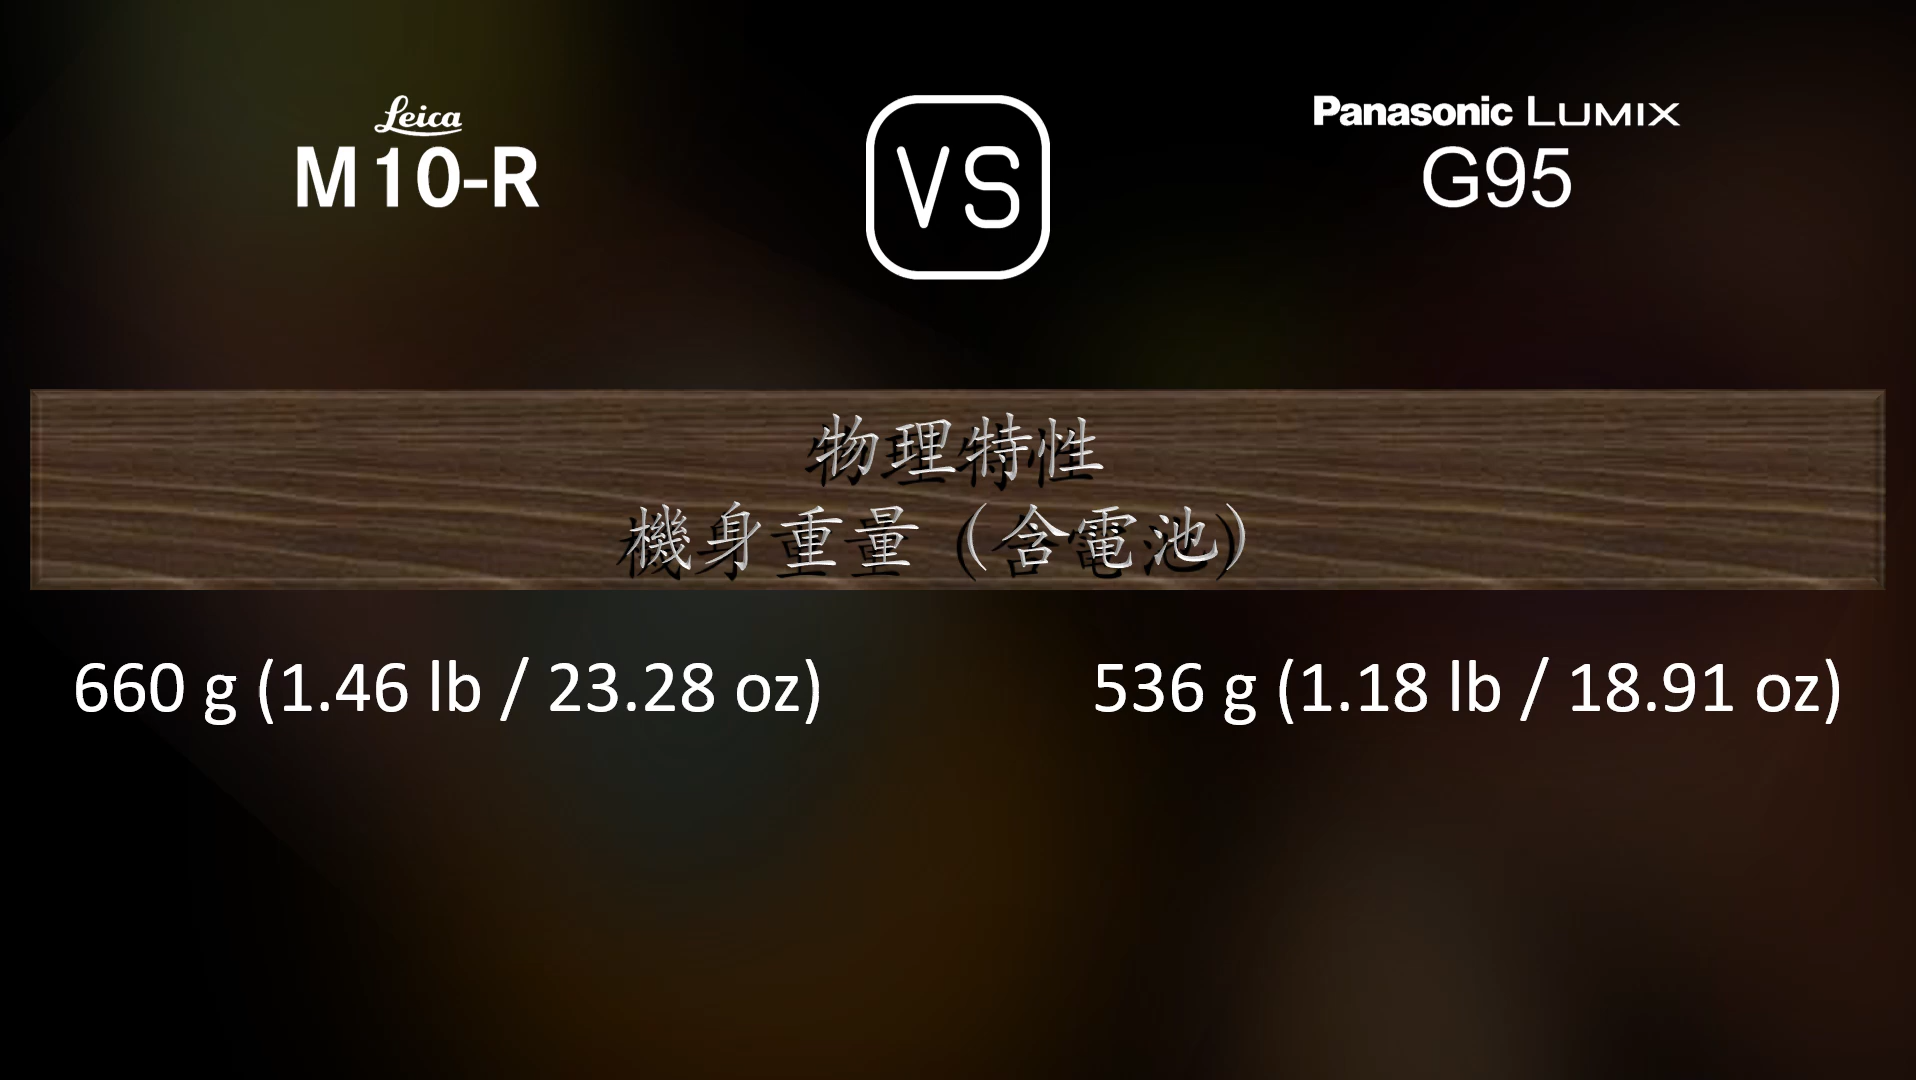 Leica
M10-R
VS
Panasonic LUMIX
G95
物理特性
機身重量 (含電池)
660 g (1.46 lb / 23.28 oz)
536 g (1.18 lb / 18.91 oz)